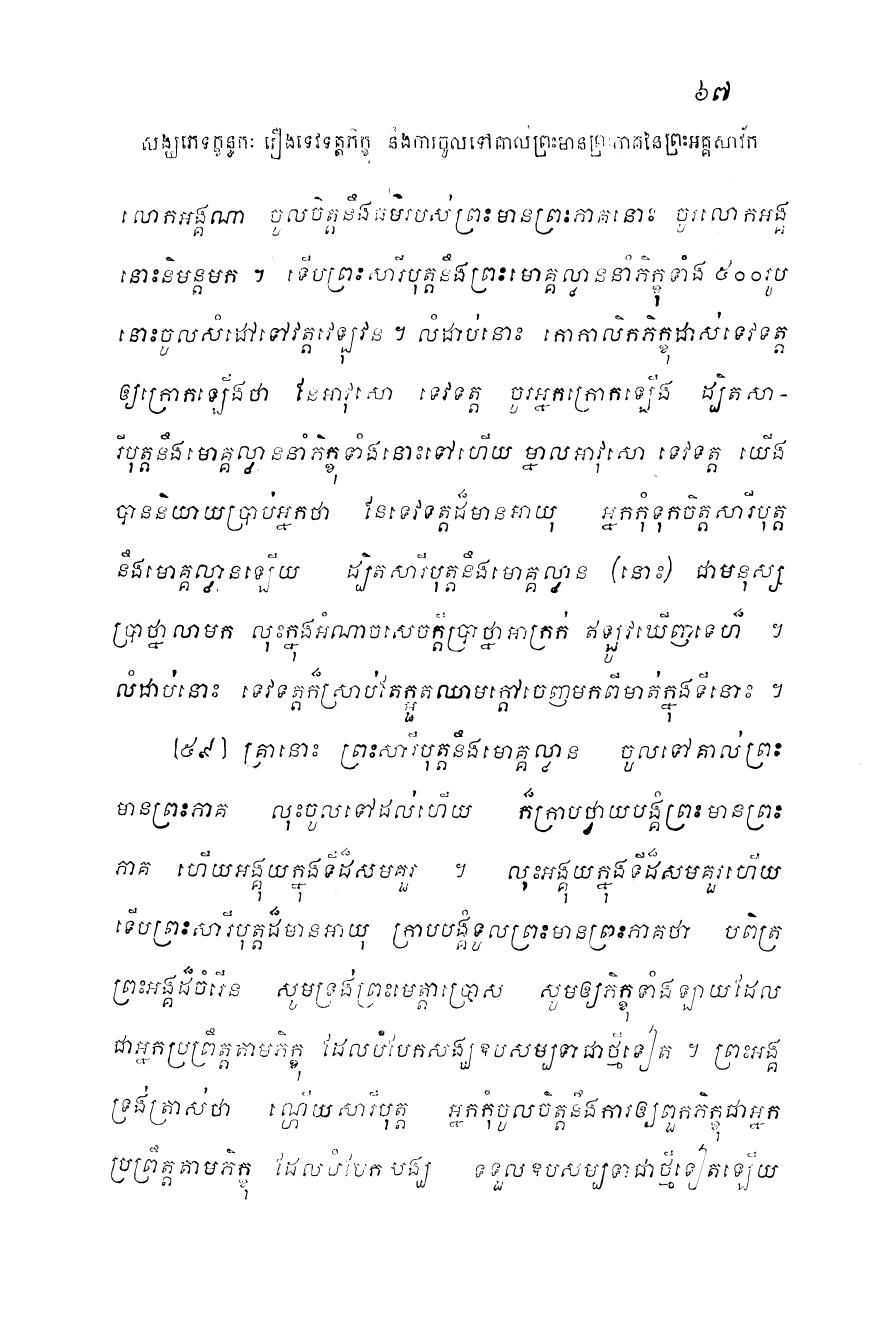 ៦៧
សង្ឃភេទក្ខន្ធកៈ រឿងទេវទត្តភិក្ខុ នឹងការចូលទៅគាល់ព្រះមានព្រះភាគនៃព្រះអគ្គសាវ័ក
លោកអង្គណា ចូលចិត្តនឹងធម៌របស់ព្រះមានព្រះភាគនោះ ចូរលោកអង្គ
នោះនិមន្តមក ។ ទើបព្រះសារីបុត្តនឹងព្រះមោគ្គល្លាននាំភិក្ខុទាំង ៥០០រូប
នោះចូលសំដៅទៅវត្តវេឡុវន ។ លំដាប់នោះ កោកាលិកភិក្ខុដាស់ទេវទត្ត
ឲ្យក្រោកឡើងថា នែអាវុសោ ទេវទត្ត ចូរអ្នកក្រោកឡើង ដ្បិតសា-
រីបុត្តនឹងមោគ្គល្លាននាំភិក្ខុទាំងនោះទៅហើយ ម្នាលអាវុសោ ទេវទត្ត យើង
បាននិយាយប្រាប់អ្នកថា នែទេវទត្តដ៏មានអាយុ អ្នកកុំទុកចិត្តសារីបុត្ត
នឹងមោគ្គល្លានឡើយ ដ្បិតសារីបុត្តនឹងមោគ្គល្លាន (នោះ) ជាមនុស្ស
ប្រាថ្នាលាមក លុះក្នុងអំណាចសេចក្តីប្រាថ្នាអាក្រក់ ឥឡូវឃើញទេហ៏ ។
លំដាប់នោះ ទេវទត្តក៏ស្រាប់តែក្អួតឈាមក្តៅចេញមកពីមាត់ក្នុងទីនោះ ។
[៥៩] គ្រានោះ ព្រះសារីបុត្តនឹងមោគ្គល្លាន ចូលទៅគាល់ព្រះ
មានព្រះភាគ លុះចូលទៅដល់ហើយ ក៏ក្រាបថ្វាយបង្គំព្រះមានព្រះ
ភាគ ហើយអង្គុយក្នុងទីដ៏សមគួរ ។ លុះអង្គុយក្នុងទីដ៏សមគួរហើយ
ទើបព្រះសារីបុត្តដ៏មានអាយុ ក្រាបបង្គំទូលព្រះមានព្រះភាគថា បពិត្រ
ព្រះអង្គដ៏ចំរើន សូមទ្រង់ព្រះមេត្តាប្រោស សូមឲ្យភិក្ខុទាំងឡាយដែល
ជាអ្នកប្រព្រឹត្តតាមភិក្ខុ ដែលបំបែកសង្ឃឧបសម្បទាជាថ្មីទៀត ។ ព្រះអង្គ
ទ្រង់ត្រាស់ថា ណ្ហើយសារីបុត្ត អ្នកកុំចូលចិត្តនឹងការឲ្យពួកភិក្ខុជាអ្នក
ប្រព្រឹត្តតាមភិក្ខុ ដែលបំបែកសង្ឃ ទទួលឧបសម្បទាជាថ្មីទៀតឡើយ